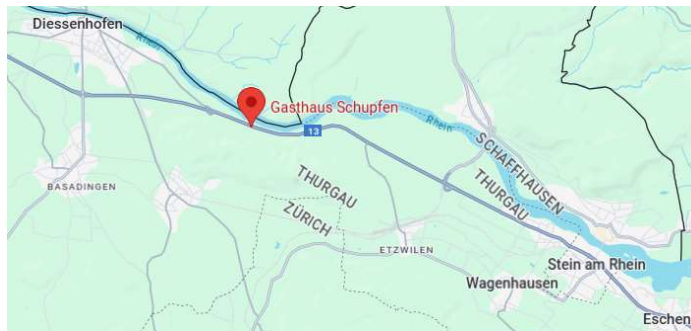 Diessenhofen
Rhein
Gasthaus Schupfen
13
Rhein
SCHAFFHAUSEN
THURGAU
THURGAU
ZÜRICH
BASADINGEN
ETZWILEN
Stein am Rhein
Wagenhausen
Eschen